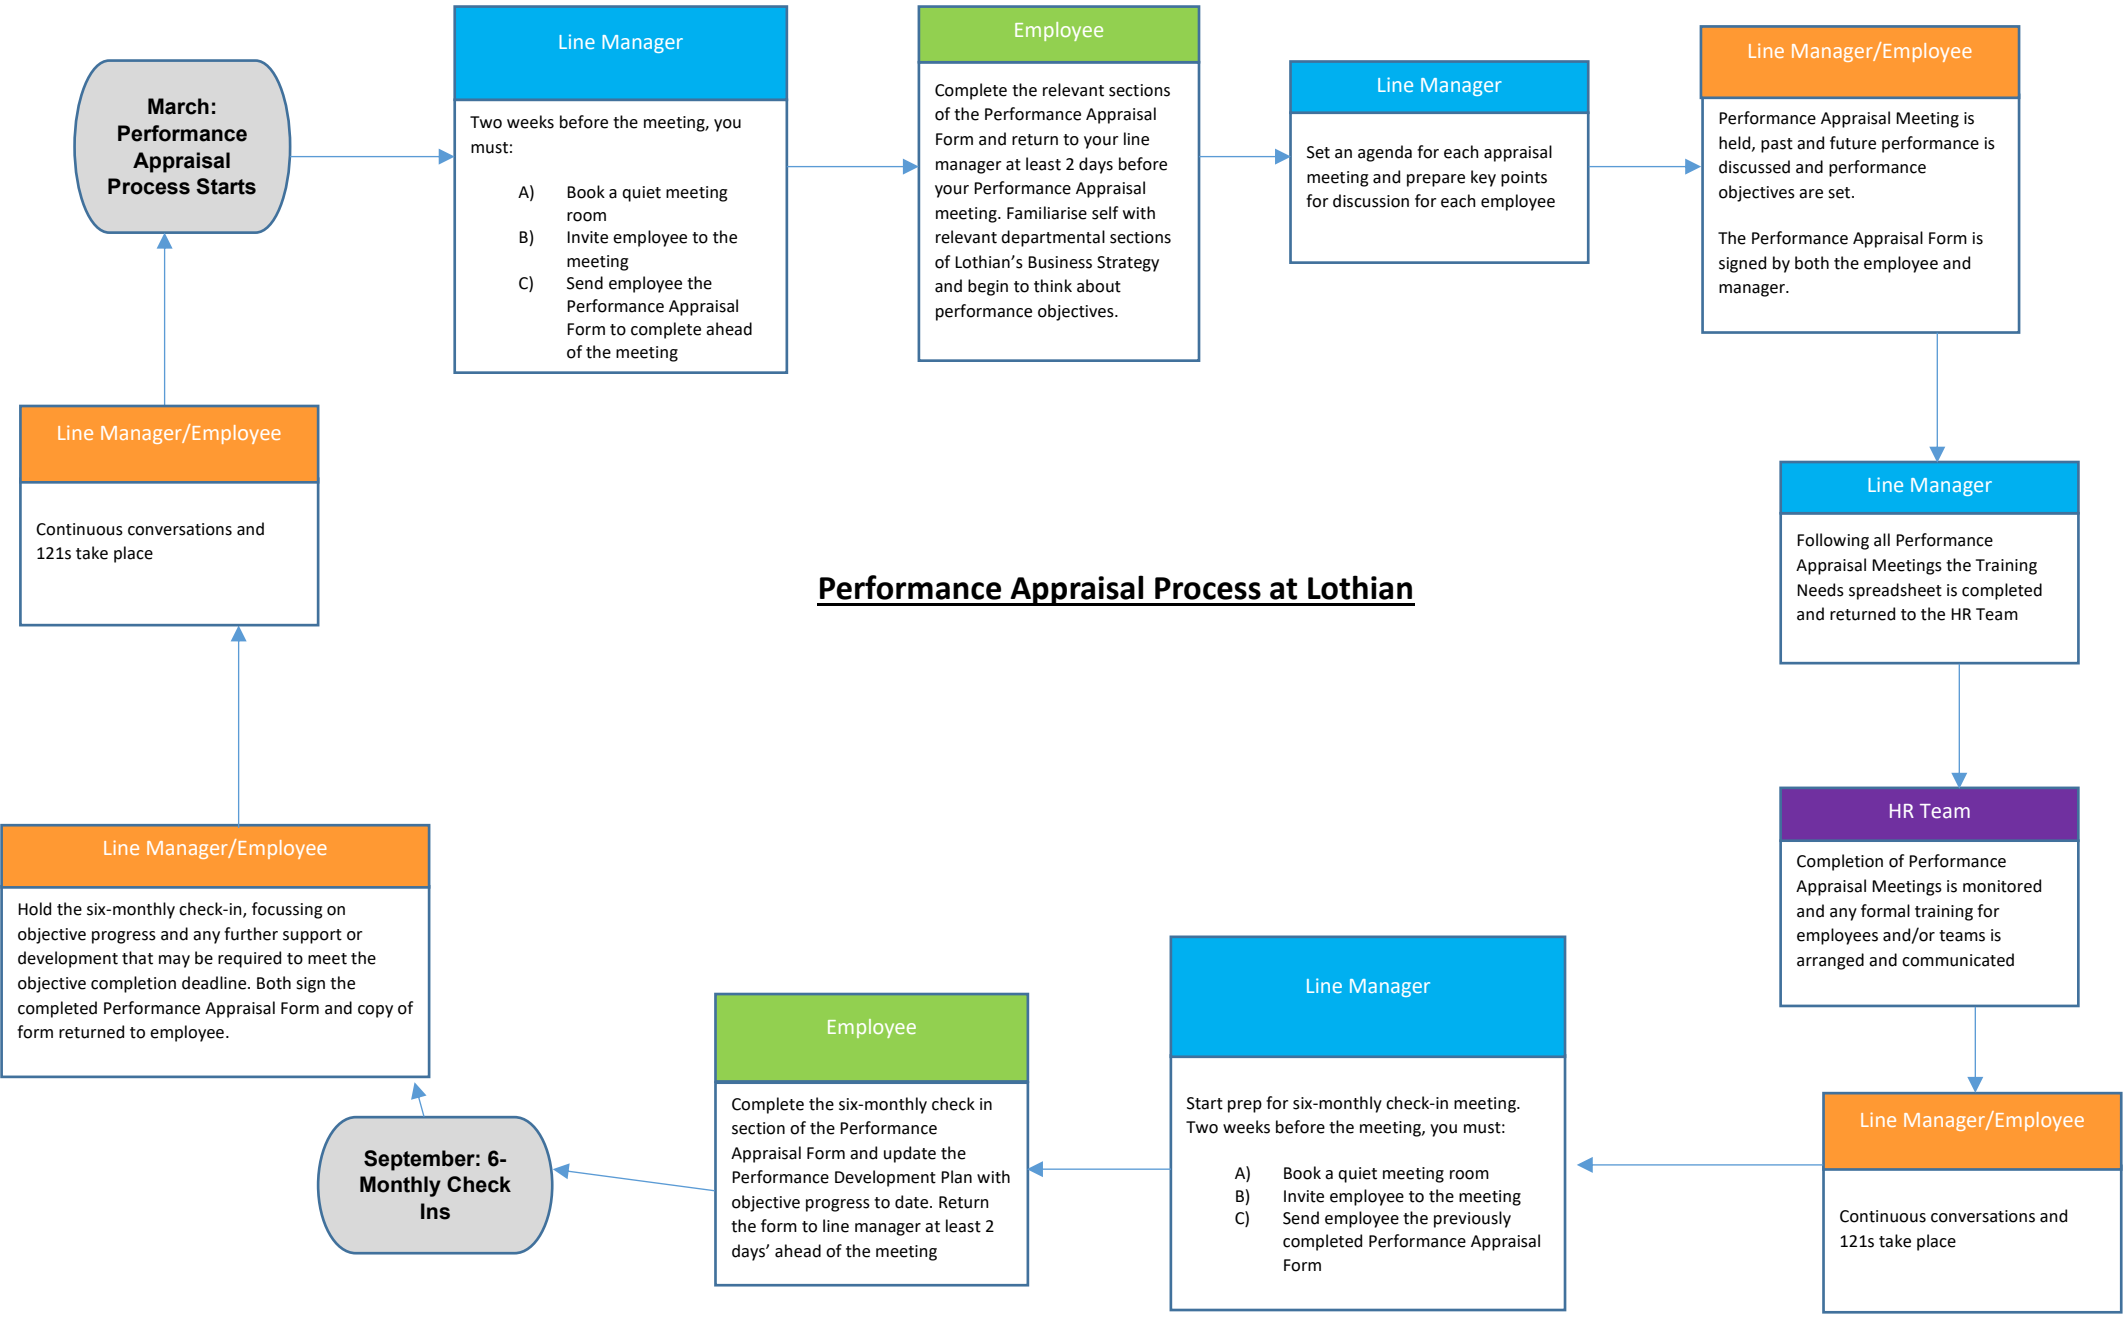 March:
Performance
Appraisal
Process Starts
Line Manager
Two weeks before the meeting, you
must:
A) Book a quiet meeting
room
B) Invite employee to the
meeting
C) Send employee the
Performance Appraisal
Form to complete ahead
of the meeting
Employee
Complete the relevant sections
of the Performance Appraisal
Form and return to your line
manager at least 2 days before
your Performance Appraisal
meeting. Familiarise self with
relevant departmental sections
of Lothian’s Business Strategy
and begin to think about
performance objectives.
Line Manager
Set an agenda for each appraisal
meeting and prepare key points
for discussion for each employee
Line Manager/Employee
Performance Appraisal Meeting is
held, past and future performance is
discussed and performance
objectives are set.
The Performance Appraisal Form is
signed by both the employee and
manager.
Line Manager
Following all Performance
Appraisal Meetings the Training
Needs spreadsheet is completed
and returned to the HR Team
HR Team
Completion of Performance
Appraisal Meetings is monitored
and any formal training for
employees and/or teams is
arranged and communicated
Line Manager/Employee
Continuous conversations and
121s take place
Line Manager
Start prep for six-monthly check-in meeting.
Two weeks before the meeting, you must:
A) Book a quiet meeting room
B) Invite employee to the meeting
C) Send employee the previously
completed Performance Appraisal
Form
Employee
Complete the six-monthly check in
section of the Performance
Appraisal Form and update the
Performance Development Plan with
objective progress to date. Return
the form to line manager at least 2
days’ ahead of the meeting
September: 6-
Monthly Check
Ins
Line Manager/Employee
Hold the six-monthly check-in, focussing on
objective progress and any further support or
development that may be required to meet the
objective completion deadline. Both sign the
completed Performance Appraisal Form and copy of
form returned to employee.
Line Manager/Employee
Continuous conversations and
121s take place
Performance Appraisal Process at Lothian